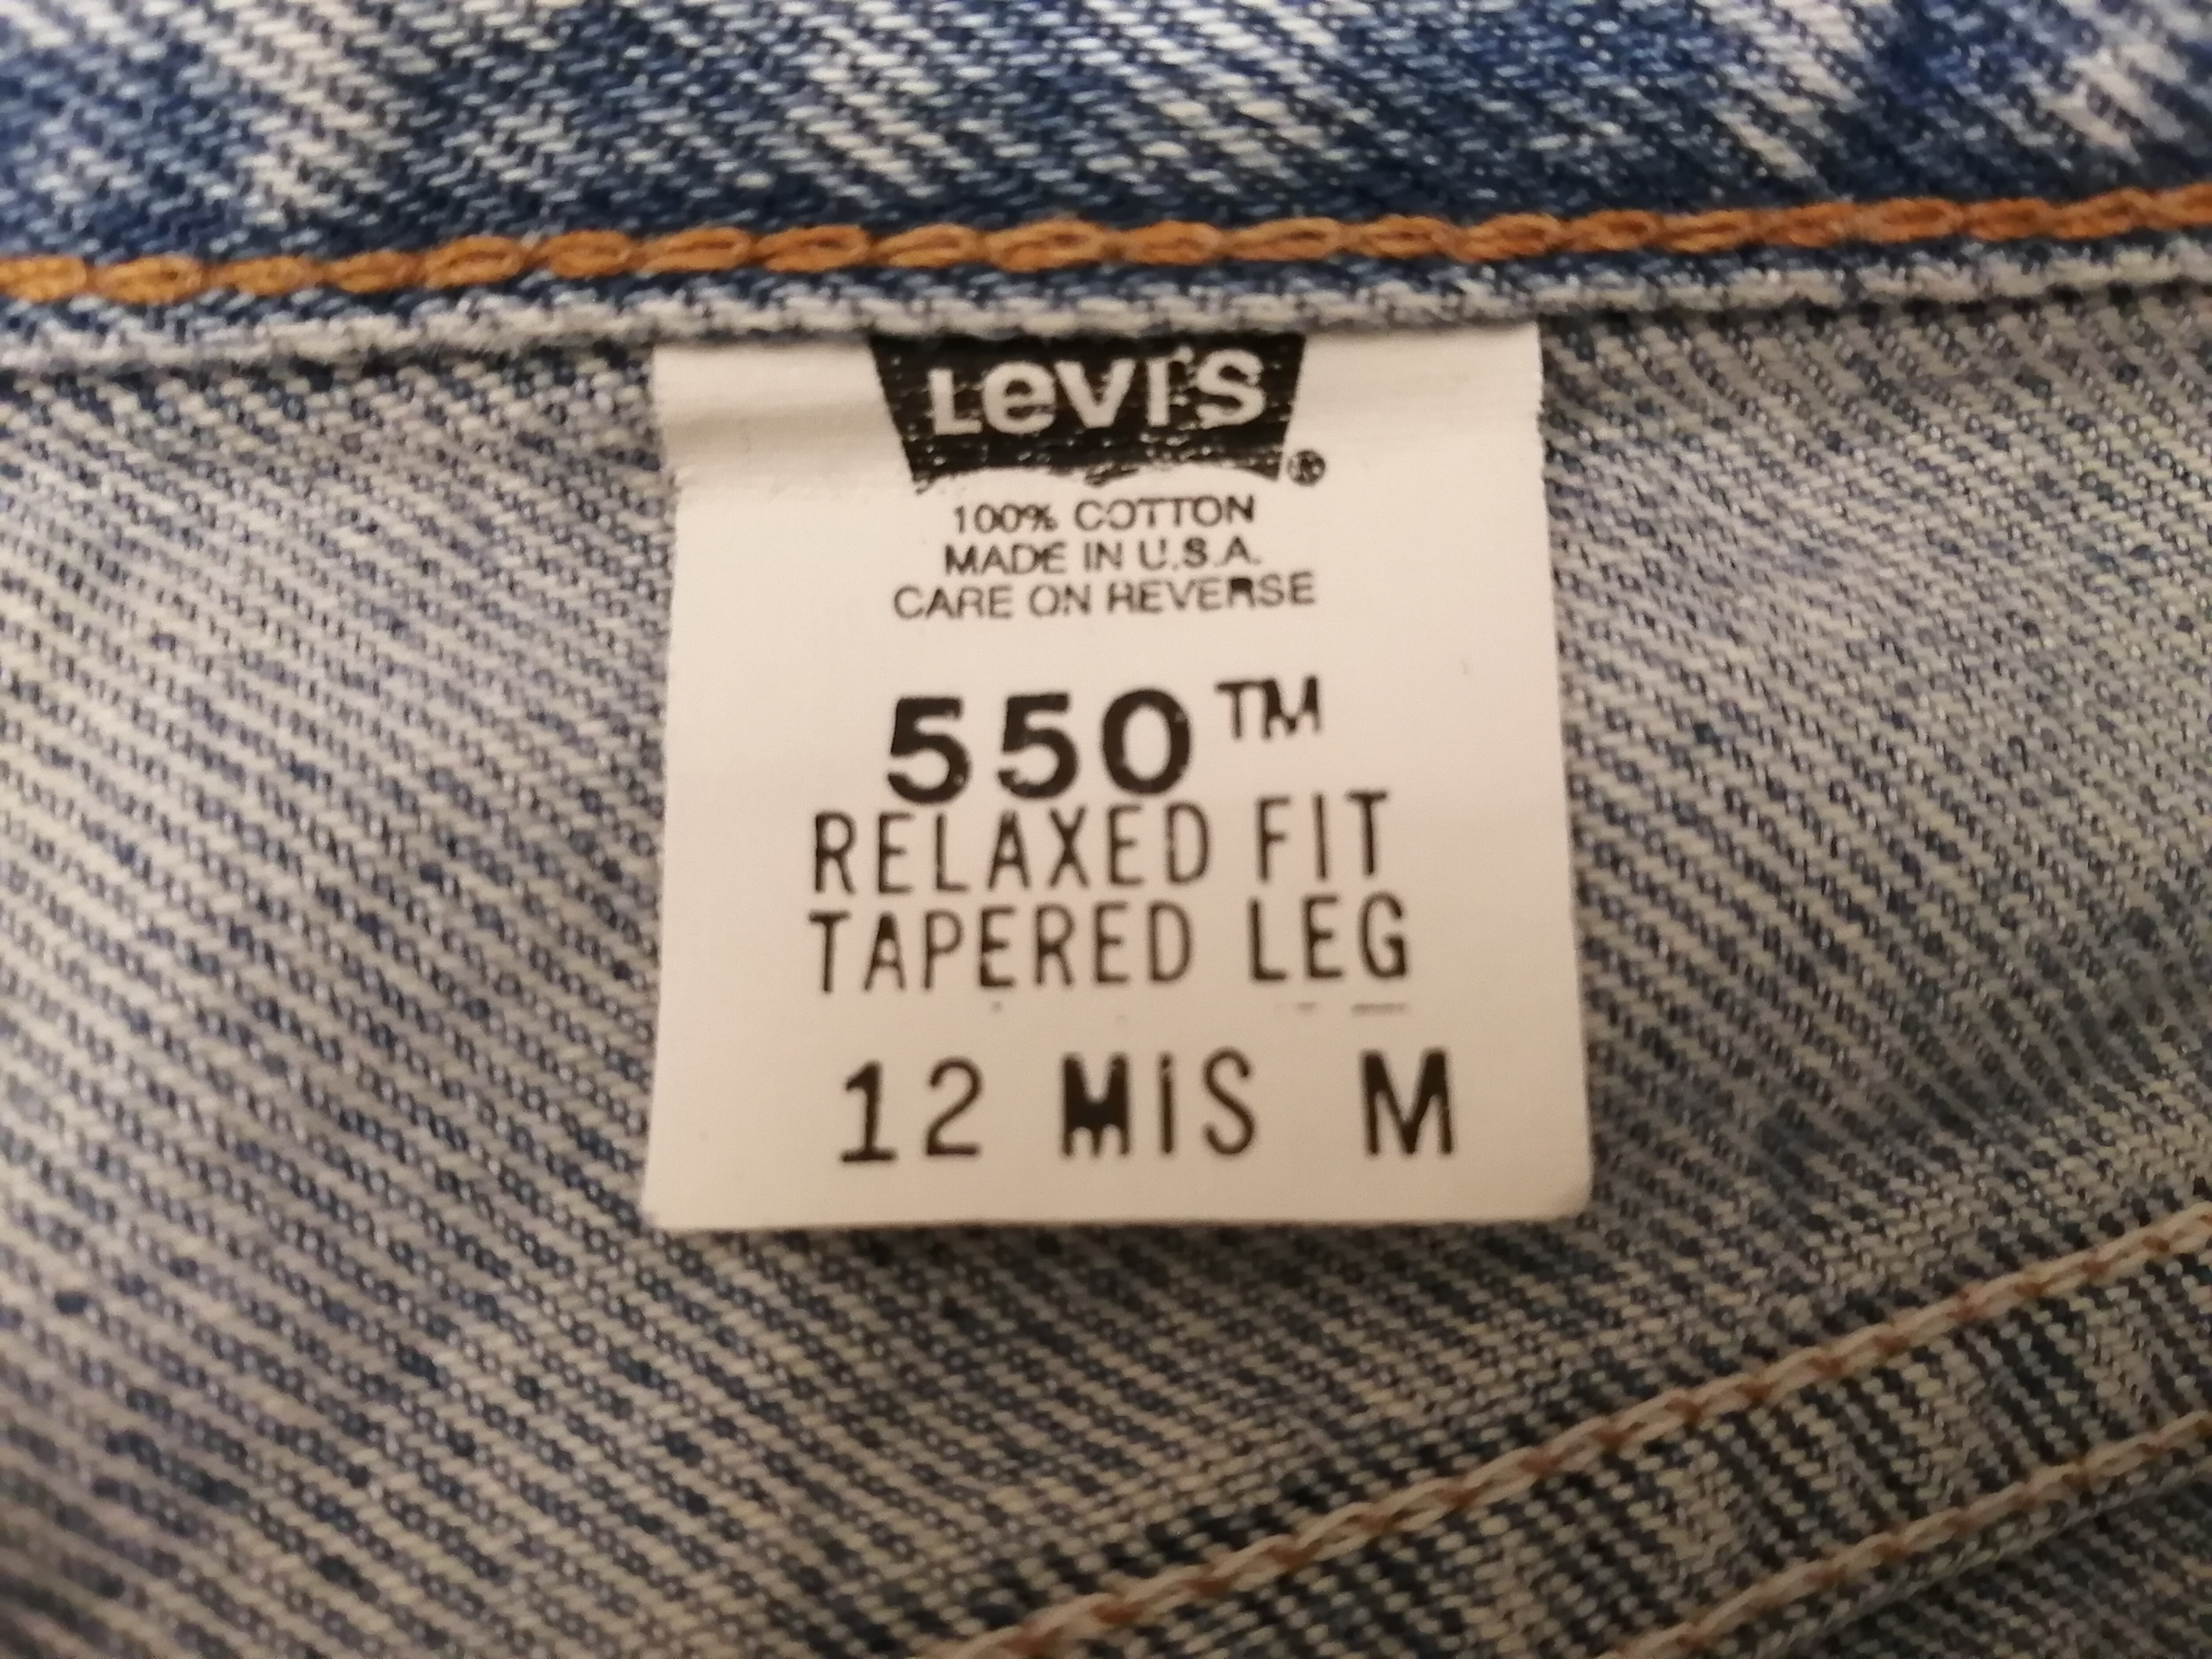 LEVI'S®
100% COTTON
MADE IN U.S.A.
CARE ON REVERSE
550™
RELAXED FIT
TAPERED LEG
12 MIS M